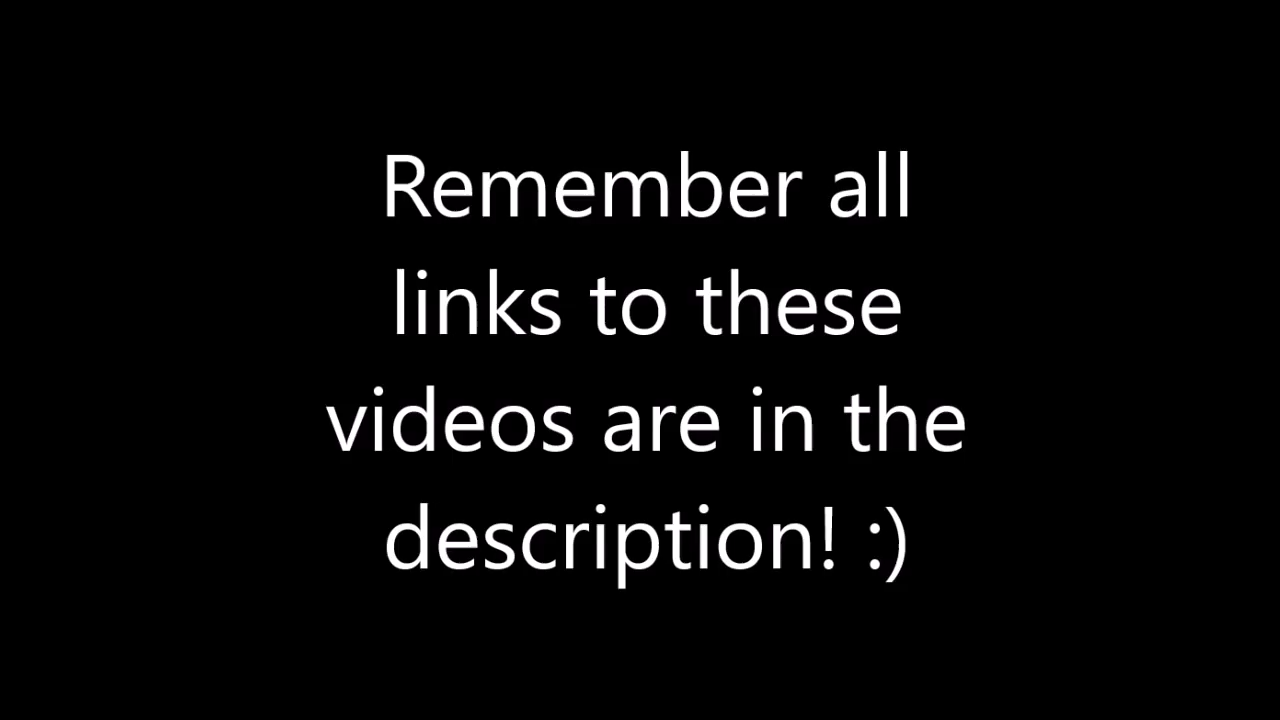 Remember all
links to these
videos are in the
description! :)